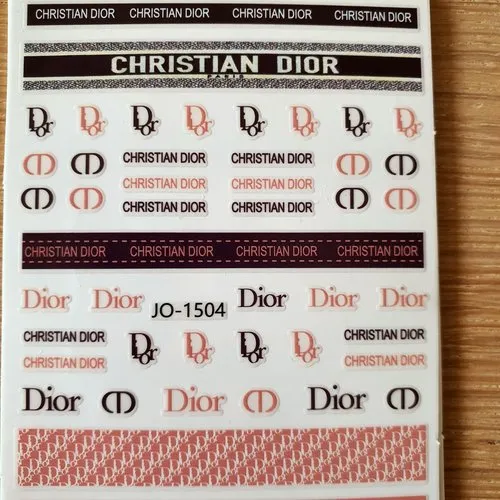 CHRISTIAN DIOR CHRISTIAN DIOR CHRISTIAN DIOR CHRISTIAN DIOR
CHRISTIAN DIOR
PARIS
Dior Dior Dior Dior Dior Dior Dior Dior
CD CD CHRISTIAN DIOR CHRISTIAN DIOR CD CD
CHRISTIAN DIOR CHRISTIAN DIOR
CD CD CHRISTIAN DIOR CHRISTIAN DIOR CD CD
CHRISTIAN DIOR CHRISTIAN DIOR CHRISTIAN DIOR CHRISTIAN DIOR
Dior Dior JO-1504 Dior Dior Dior
CHRISTIAN DIOR Dior Dior Dior Dior CHRISTIAN DIOR
CHRISTIAN DIOR CHRISTIAN DIOR
Dior CD Dior CD Dior CD